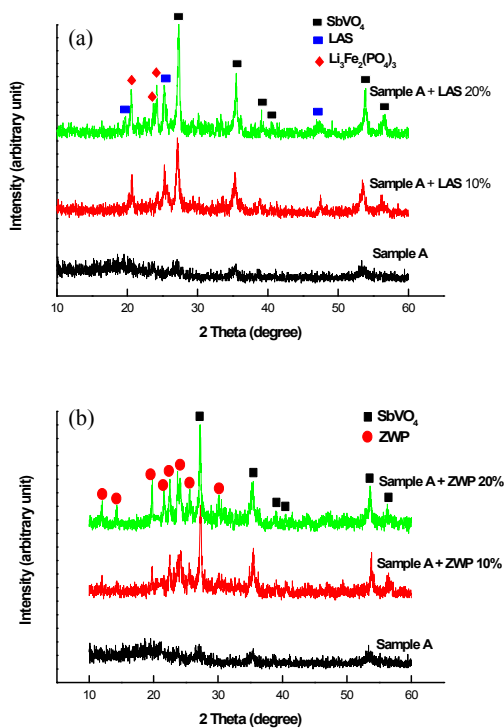 (a)
SbVO₄
LAS
Li₃Fe₂(PO₄)₃
Sample A + LAS 20%
Sample A + LAS 10%
Sample A
Intensity (arbitrary unit)
10 20 30 40 50 60
2 Theta (degree)
(b)
SbVO₄
ZWP
Sample A + ZWP 20%
Sample A + ZWP 10%
Sample A
Intensity (arbitrary unit)
10 20 30 40 50 60
2 Theta (degree)